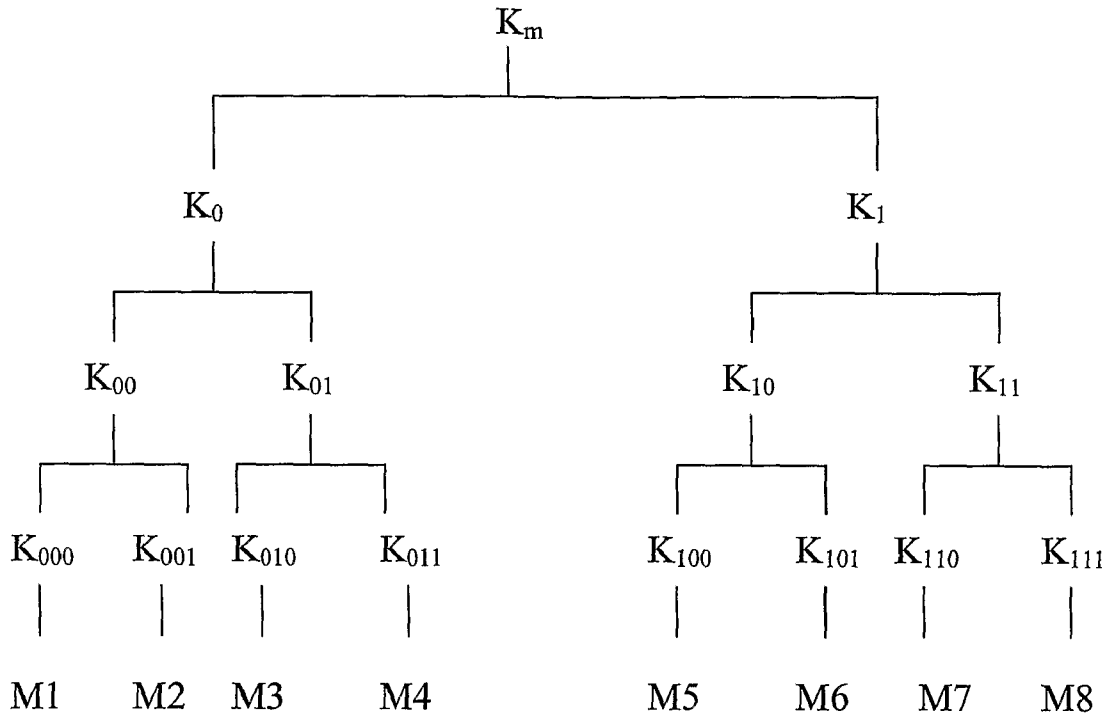 Kₘ
K₀ K₁
K₀₀ K₀₁ K₁₀ K₁₁
K₀₀₀ K₀₀₁ K₀₁₀ K₀₁₁ K₁₀₀ K₁₀₁ K₁₁₀ K₁₁₁
M1 M2 M3 M4 M5 M6 M7 M8